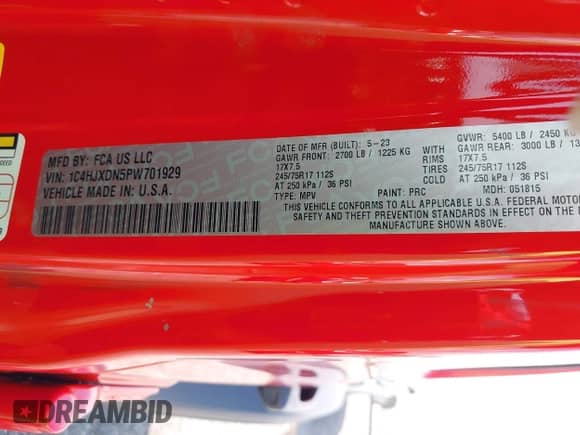 MFD BY: FCA US LLC
VIN: 1C4HJXDN5PW701929
VEHICLE MADE IN U.S.A.
DATE OF MFR (BUILT): 5-23
GAWR FRONT: 2700 LB / 1225 KG
17X7.5
245/75R17 112S
AT 250 kPa / 36 PSI
TYPE: MPV
WITH
RIMS
TIRES
COLD
GVWR: 5400 LB / 2450 K
GAWR REAR: 3000 LB / 13
17X7.5
245/75R17 112S
AT 250 kPa / 36 PSI
PAINT: PRC
MDH: 051815
THIS VEHICLE CONFORMS TO ALL APPLICABLE U.S.A. FEDERAL MOTOR
SAFETY AND THEFT PREVENTION STANDARDS IN EFFECT ON THE
MANUFACTURE SHOWN ABOVE.
DREAMBID